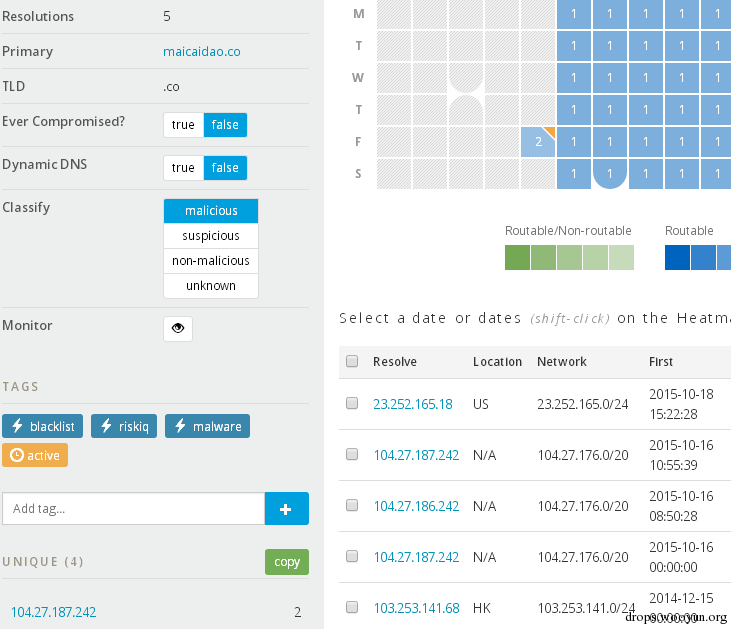 Resolutions 5
Primary maicaidao.co
TLD .co
Ever Compromised? true false
Dynamic DNS true false
Classify malicious
suspicious
non-malicious
unknown
Monitor
TAGS
blacklist riskiq malware
active
Add tag... +
UNIQUE (4) copy
104.27.187.242 2
M 1 1 1 1 1
T 1 1 1 1 1
W 1 1 1 1 1
T 1 1 1 1 1
F 2 1 1 1 1 1
S 1 1 1 1 1
Routable/Non-routable Routable
Select a date or dates (shift-click) on the Heatma
Resolve Location Network First
23.252.165.18 US 23.252.165.0/24 2015-10-18
15:22:28
104.27.187.242 N/A 104.27.176.0/20 2015-10-16
10:55:39
104.27.186.242 N/A 104.27.176.0/20 2015-10-16
08:50:28
104.27.187.242 N/A 104.27.176.0/20 2015-10-16
00:00:00
103.253.141.68 HK 103.253.141.0/24 2014-12-15
00:00:00
drops.wooyun.org